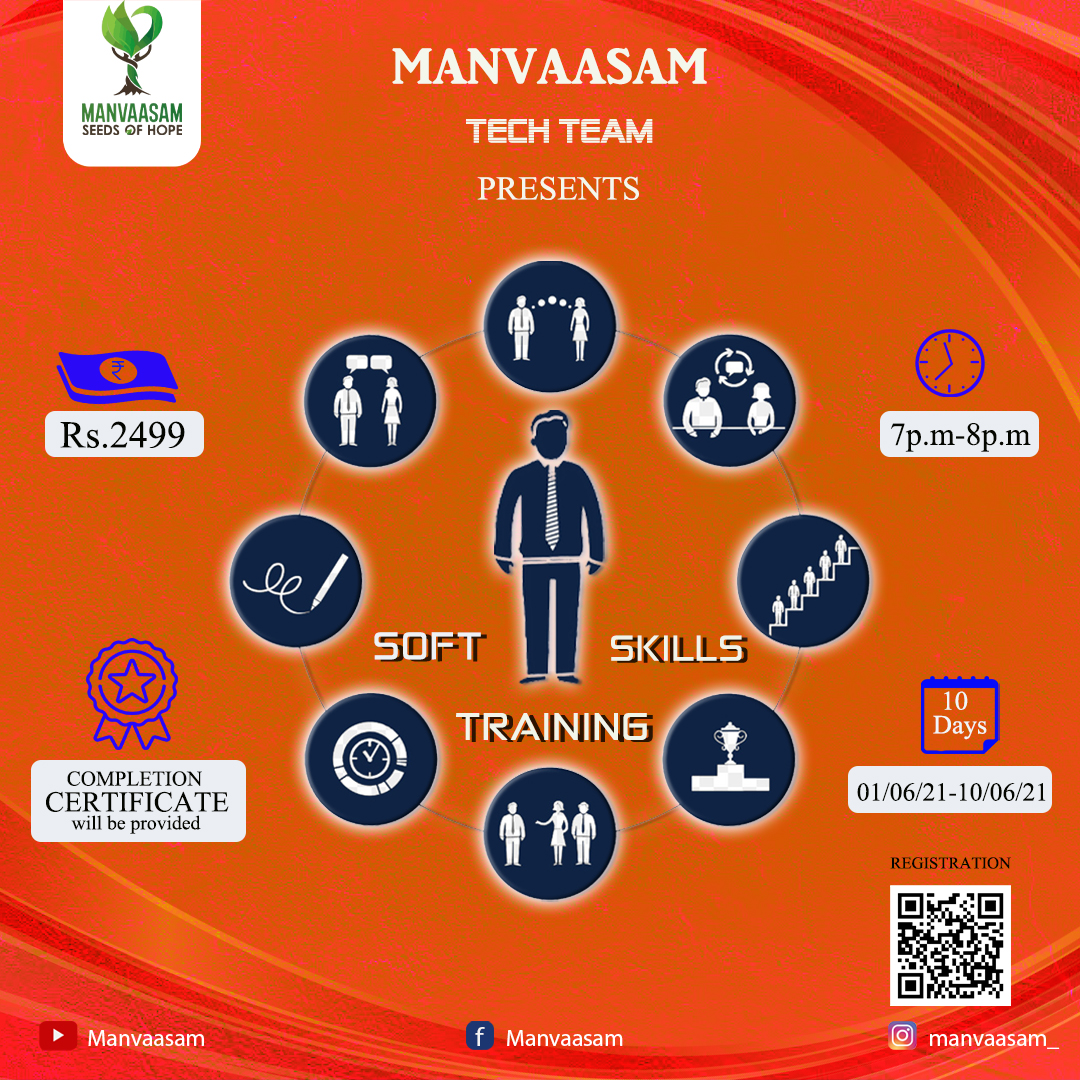 MANVAASAM
SEEDS OF HOPE
MANVAASAM
TECH TEAM
PRESENTS
₹
Rs.2499
7p.m-8p.m
SOFT SKILLS
TRAINING
COMPLETION
CERTIFICATE
will be provided
10
Days
01/06/21-10/06/21
REGISTRATION
Manvaasam
f Manvaasam
manvaasam_